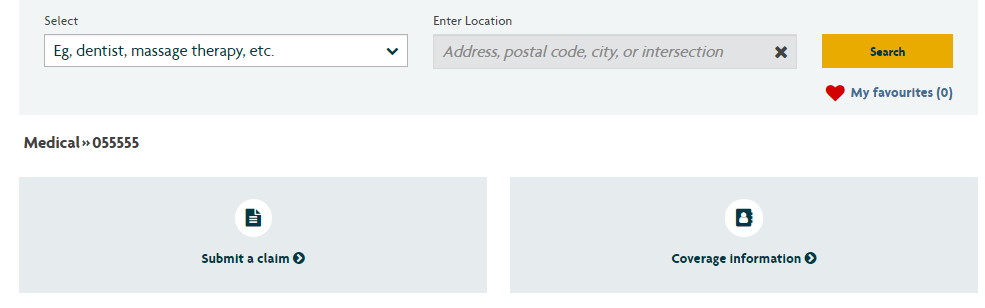 Select
Enter Location
Eg, dentist, massage therapy, etc.
Address, postal code, city, or intersection
Search
My favourites (0)
Medical » 055555
Submit a claim
Coverage information